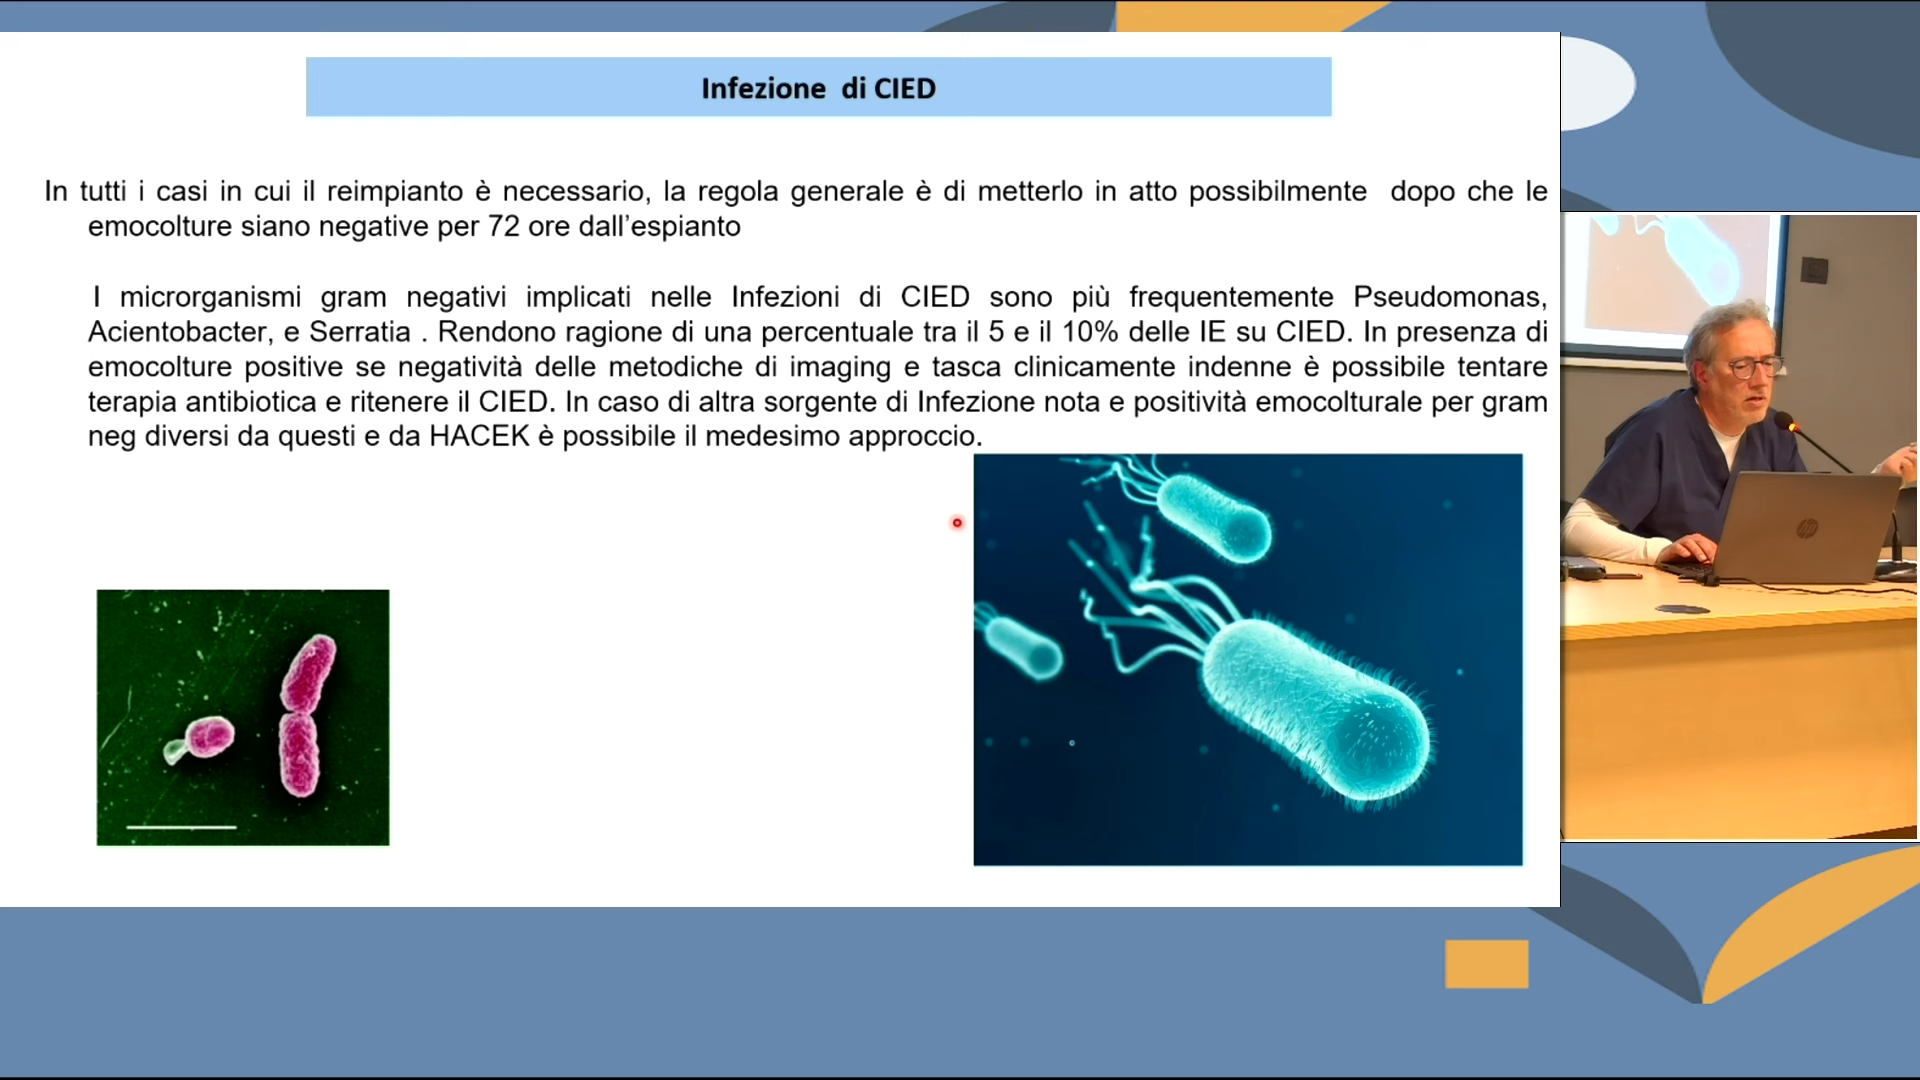 Infezione di CIED
In tutti i casi in cui il reimpianto è necessario, la regola generale è di metterlo in atto possibilmente dopo che le
emocolture siano negative per 72 ore dall’espianto
I microrganismi gram negativi implicati nelle Infezioni di CIED sono più frequentemente Pseudomonas,
Acientobacter, e Serratia . Rendono ragione di una percentuale tra il 5 e il 10% delle IE su CIED. In presenza di
emocolture positive se negatività delle metodiche di imaging e tasca clinicamente indenne è possibile tentare
terapia antibiotica e ritenere il CIED. In caso di altra sorgente di Infezione nota e positività emocolturale per gram
neg diversi da questi e da HACEK è possibile il medesimo approccio.
hp